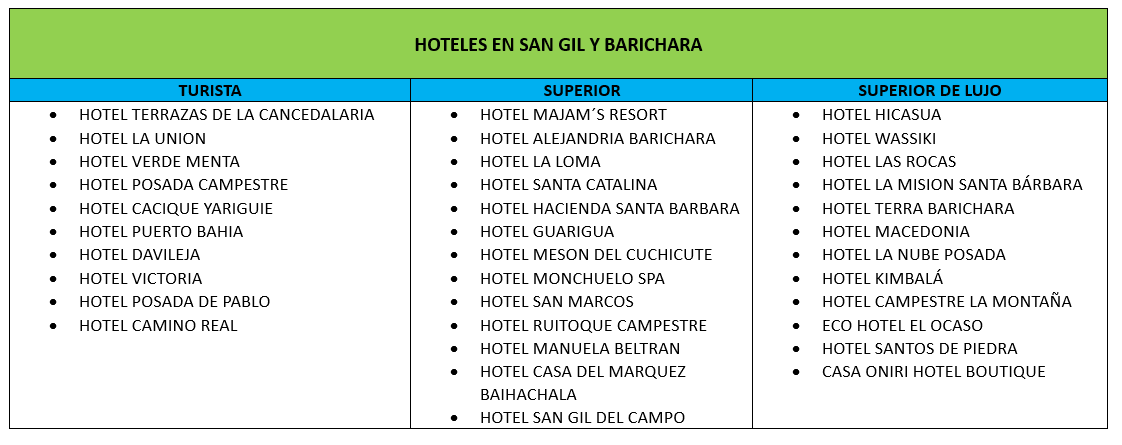 HOTELES EN SAN GIL Y BARICHARA
TURISTA
HOTEL TERRAZAS DE LA CANCEDALARIA
HOTEL LA UNION
HOTEL VERDE MENTA
HOTEL POSADA CAMPESTRE
HOTEL CACIQUE YARIGUIE
HOTEL PUERTO BAHIA
HOTEL DAVILEJA
HOTEL VICTORIA
HOTEL POSADA DE PABLO
HOTEL CAMINO REAL
SUPERIOR
HOTEL MAJAM´S RESORT
HOTEL ALEJANDRIA BARICHARA
HOTEL LA LOMA
HOTEL SANTA CATALINA
HOTEL HACIENDA SANTA BARBARA
HOTEL GUARIGUA
HOTEL MESON DEL CUCHICUTE
HOTEL MONCHUELO SPA
HOTEL SAN MARCOS
HOTEL RUITOQUE CAMPESTRE
HOTEL MANUELA BELTRAN
HOTEL CASA DEL MARQUEZ
BAIHACHALA
HOTEL SAN GIL DEL CAMPO
SUPERIOR DE LUJO
HOTEL HICASUA
HOTEL WASSIKI
HOTEL LAS ROCAS
HOTEL LA MISION SANTA BÁRBARA
HOTEL TERRA BARICHARA
HOTEL MACEDONIA
HOTEL LA NUBE POSADA
HOTEL KIMBALÁ
HOTEL CAMPESTRE LA MONTAÑA
ECO HOTEL EL OCASO
HOTEL SANTOS DE PIEDRA
CASA ONIRI HOTEL BOUTIQUE